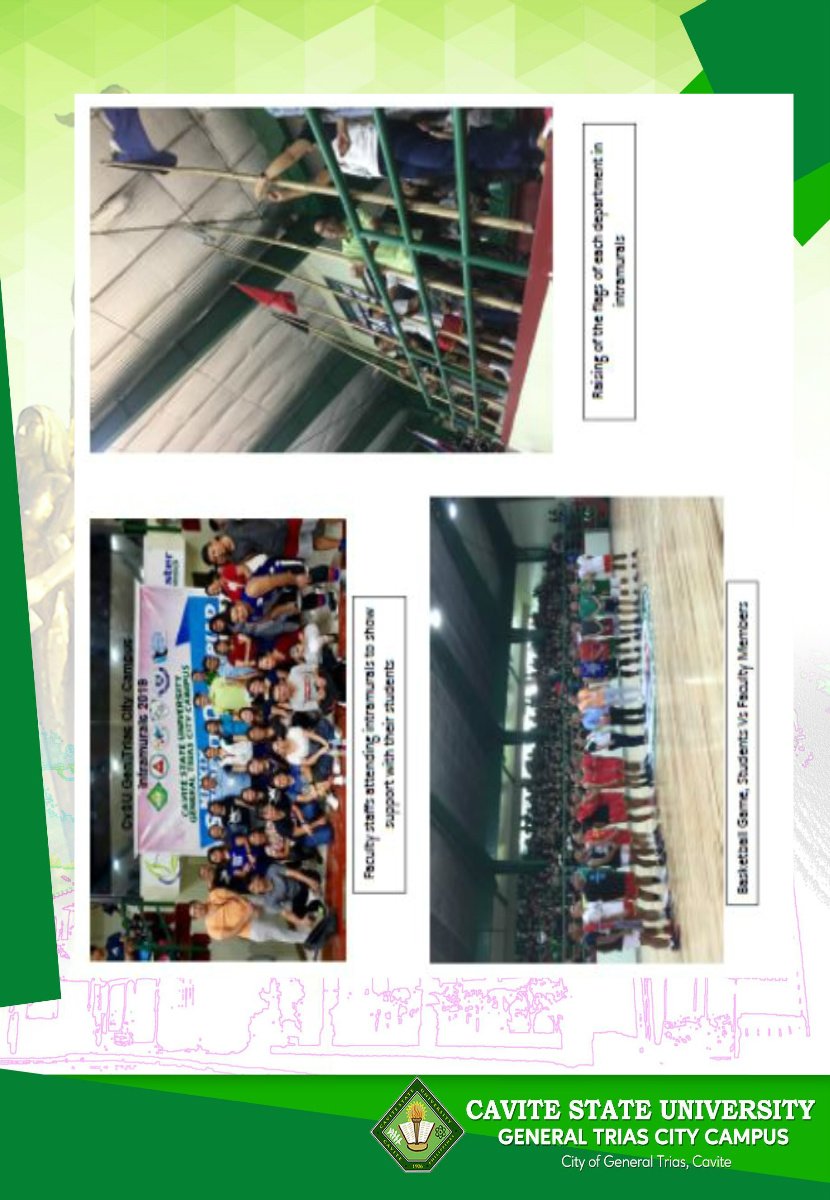 CvSU GenTrias City Campus
Intramurals 2019
CAVITE STATE UNIVERSITY
GENERAL TRIAS CITY CAMPUS
Faculty staffs attending intramurals to show
support with their students
Raising of the flags of each department in
intramurals
Basketball Game, Students Vs Faculty Members
CAVITE STATE UNIVERSITY
GENERAL TRIAS CITY CAMPUS
City of General Trias, Cavite
1906